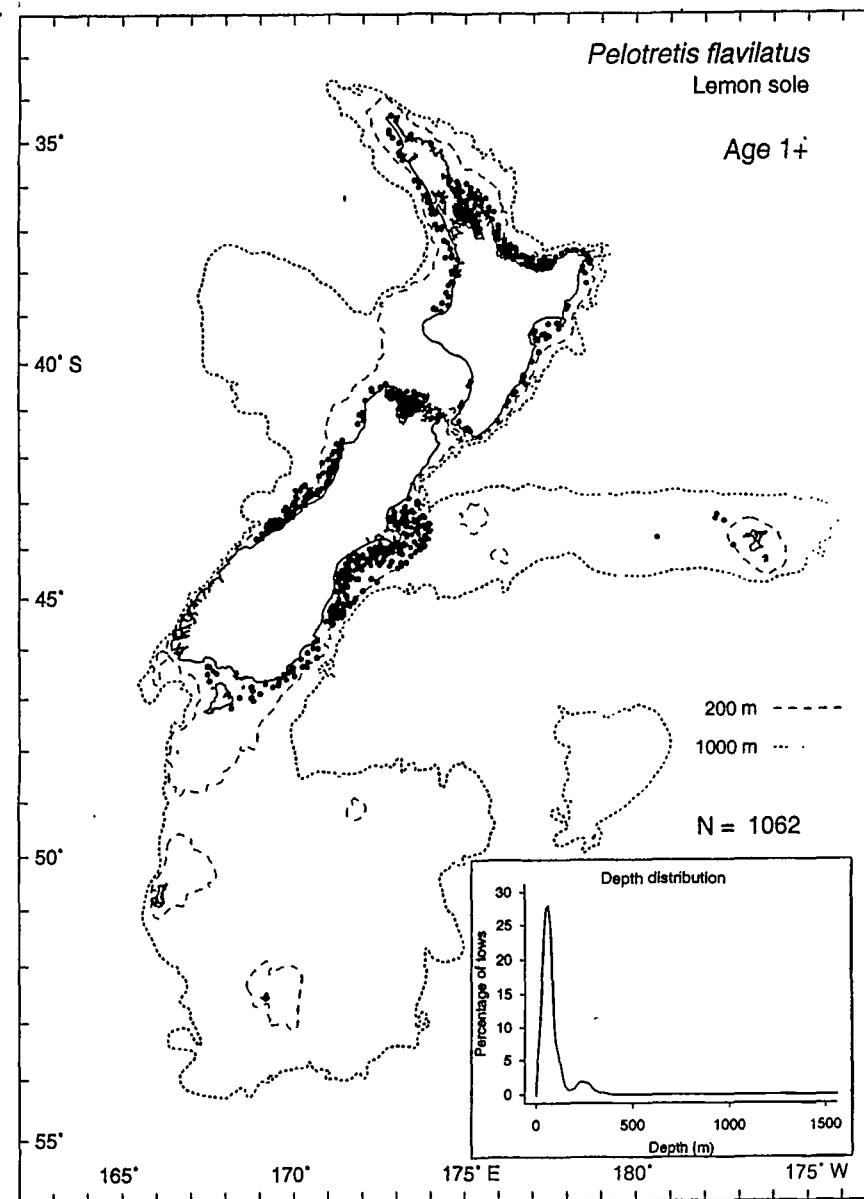 Pelotretis flavilatus
Lemon sole
Age 1+
35°
40° S
45°
50°
55°
200 m
1000 m
N = 1062
Depth distribution
Percentage of tows
30
25
20
15
10
5
0
0 500 1000 1500
Depth (m)
165° 170° 175° E 180° 175° W